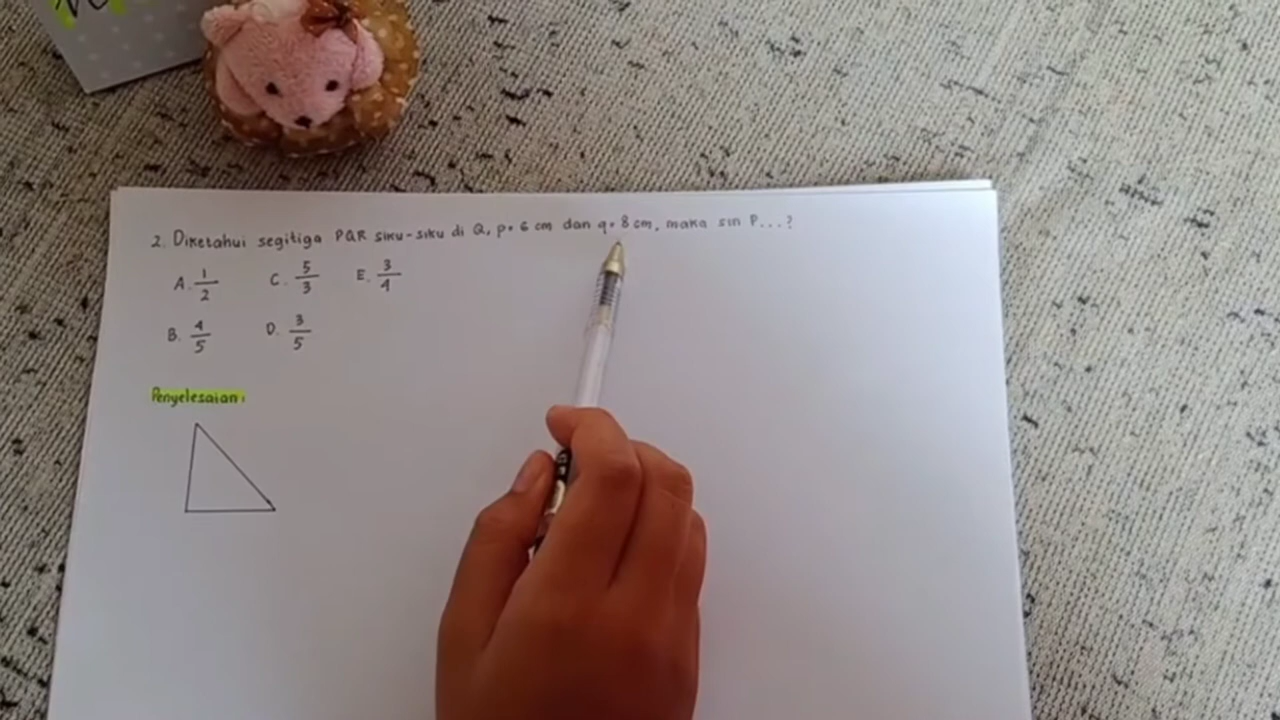 2. Diketahui segitiga PQR siku-siku di Q, p = 6 cm dan q = 8 cm, maka sin P...?
A. 1/2 C. 5/3 E. 3/4
B. 4/5 D. 3/5
Penyelesaian: